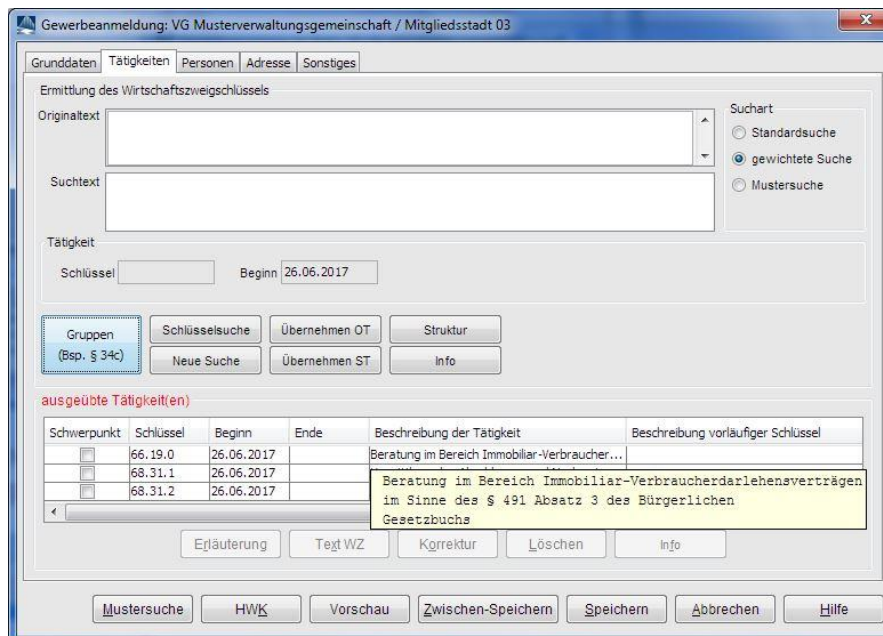 Gewerbeanmeldung: VG Musterverwaltungsgemeinschaft / Mitgliedsstadt 03
Grunddaten Tätigkeiten Personen Adresse Sonstiges
Ermittlung des Wirtschaftszweigschlüssels
Originaltext
Suchart
Standardsuche
gewichtete Suche
Suchtext
Mustersuche
Tätigkeit
Schlüssel Beginn 26.06.2017
Gruppen
(Bsp. § 34c)
Schlüsselsuche Übernehmen OT Struktur
Neue Suche Übernehmen ST Info
ausgeübte Tätigkeit(en)
Schwerpunkt Schlüssel Beginn Ende Beschreibung der Tätigkeit Beschreibung vorläufiger Schlüssel
66.19.0 26.06.2017 Beratung im Bereich Immobiliar-Verbraucher...
68.31.1 26.06.2017
68.31.2 26.06.2017
Beratung im Bereich Immobiliar-Verbraucherdarlehensverträgen
im Sinne des § 491 Absatz 3 des Bürgerlichen
Gesetzbuchs
Erläuterung Text WZ Korrektur Löschen Info
Mustersuche HWK Vorschau Zwischen-Speichern Speichern Abbrechen Hilfe